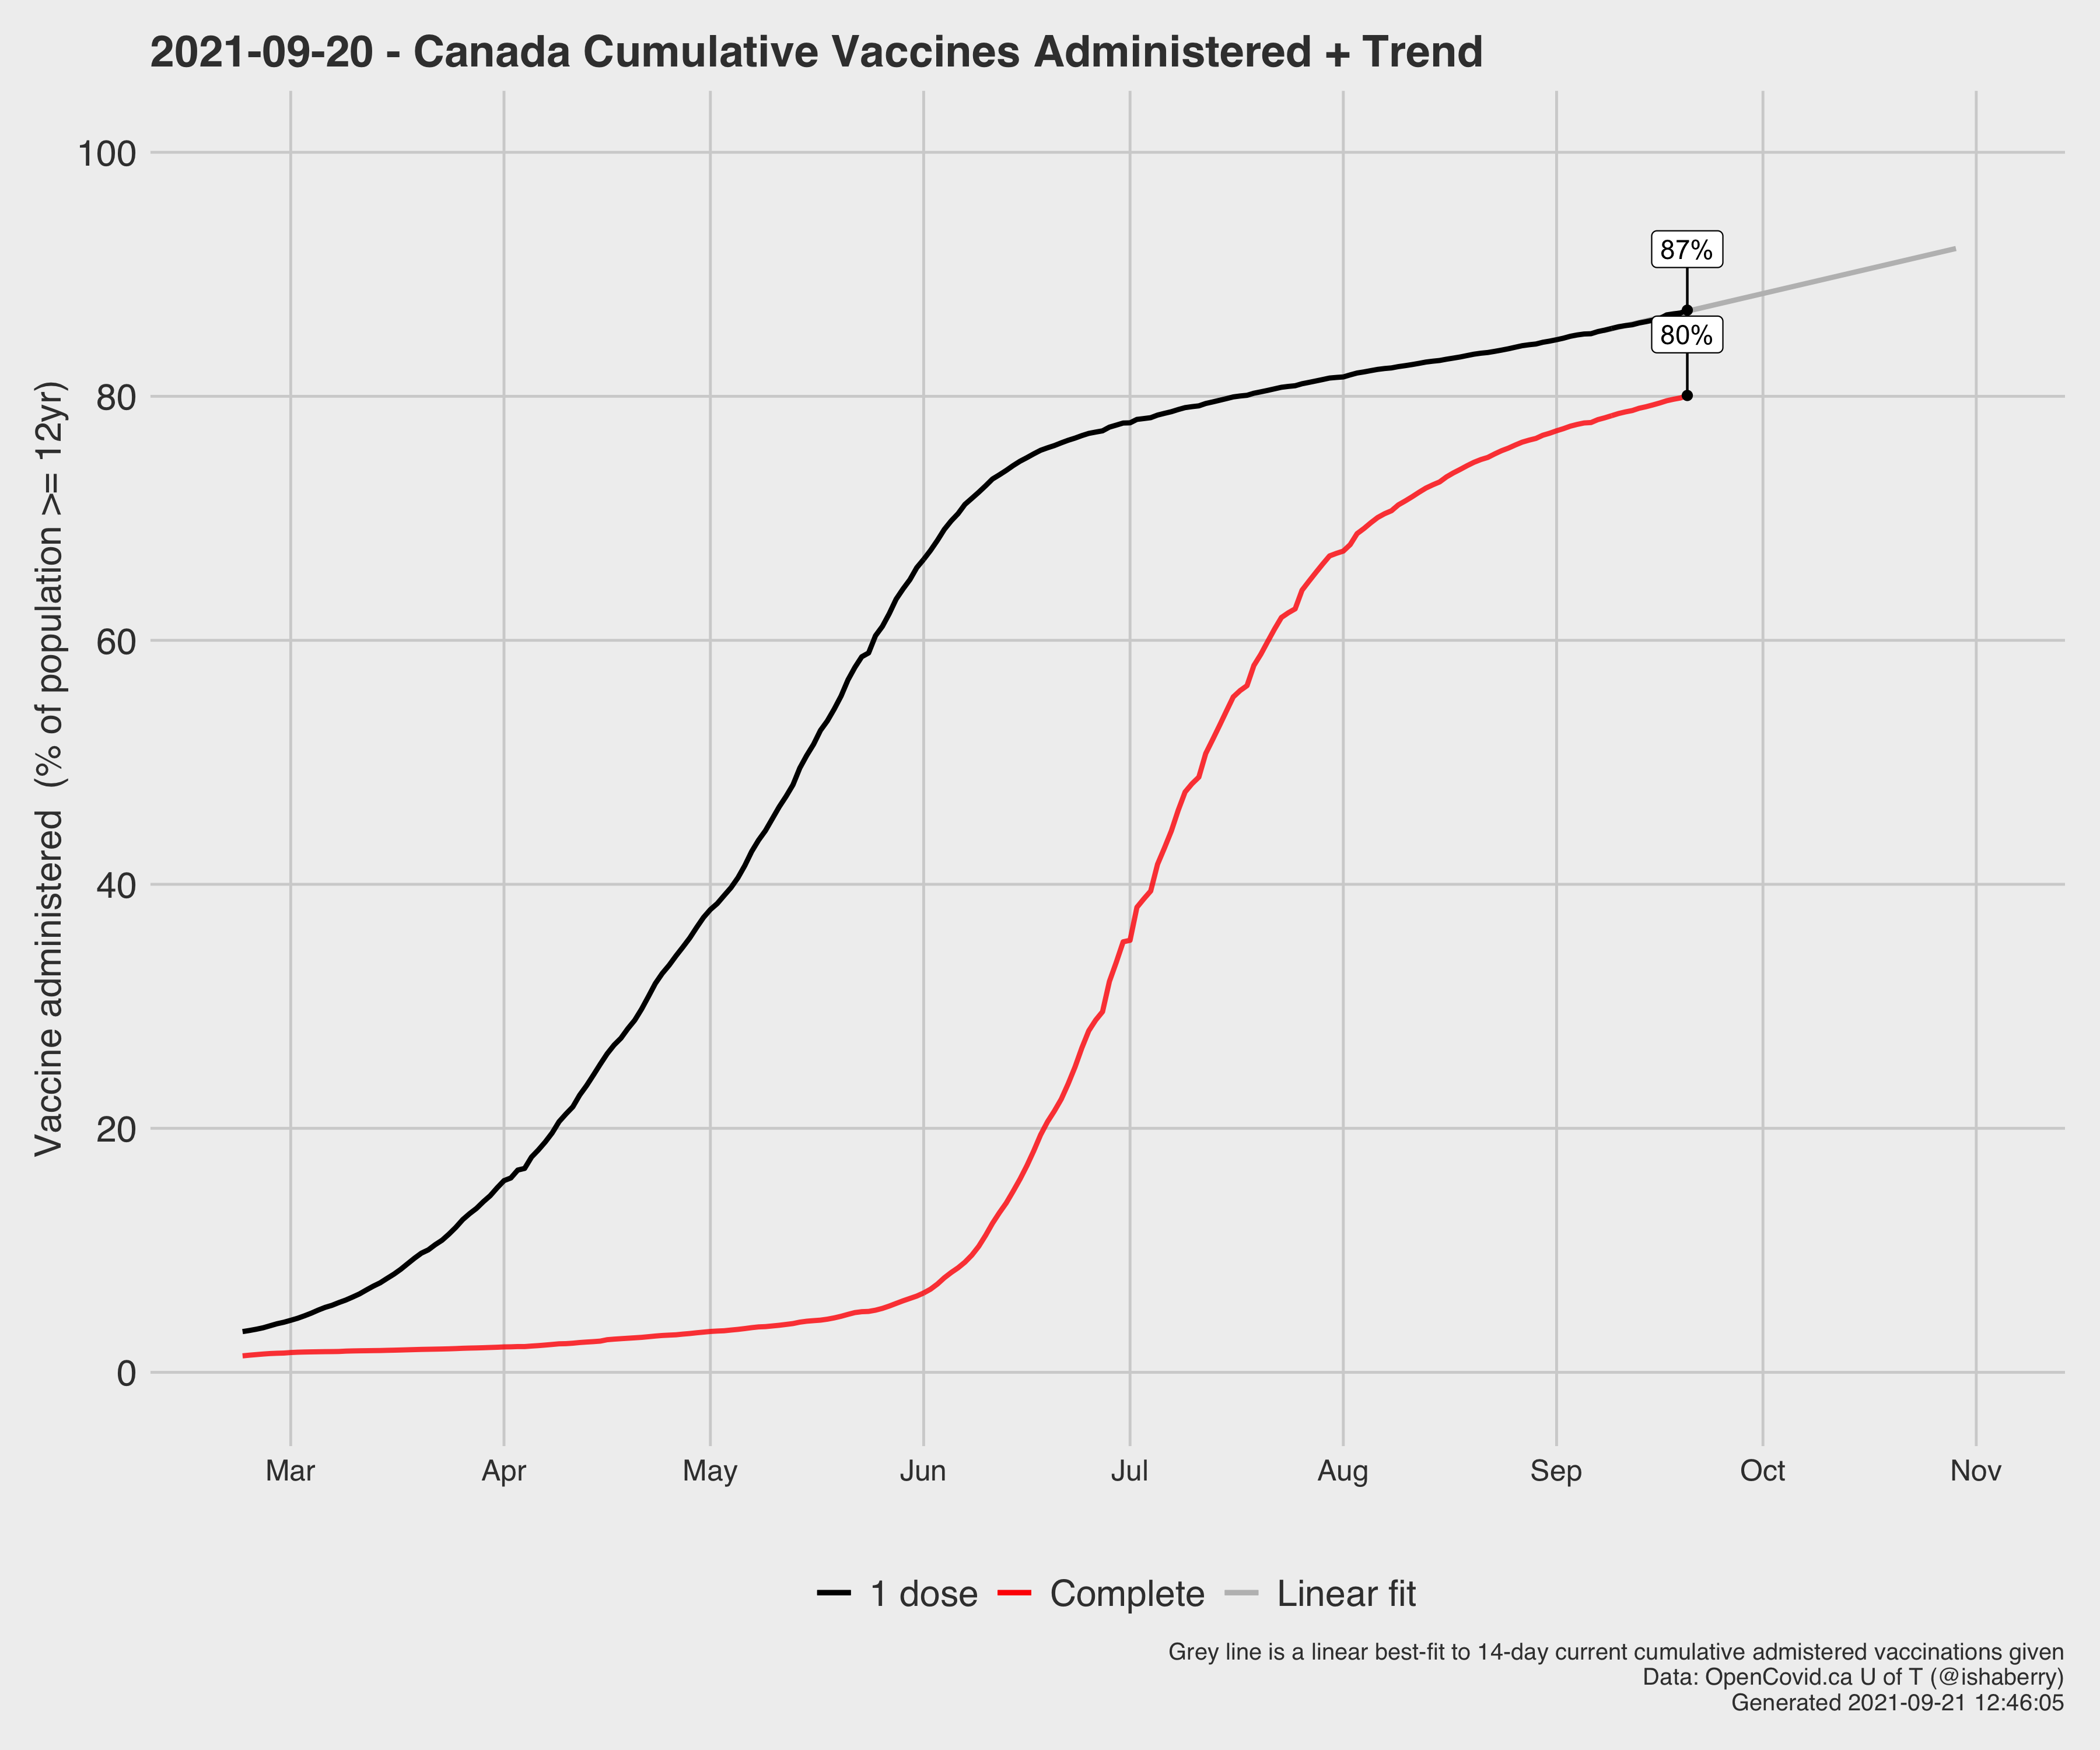 2021-09-20 - Canada Cumulative Vaccines Administered + Trend
Vaccine administered  (% of population >= 12yr)
100
80
60
40
20
0
87%
80%
Mar Apr May Jun Jul Aug Sep Oct Nov
1 dose Complete Linear fit
Grey line is a linear best-fit to 14-day current cumulative admistered vaccinations given
Data: OpenCovid.ca U of T (@ishaberry)
Generated 2021-09-21 12:46:05